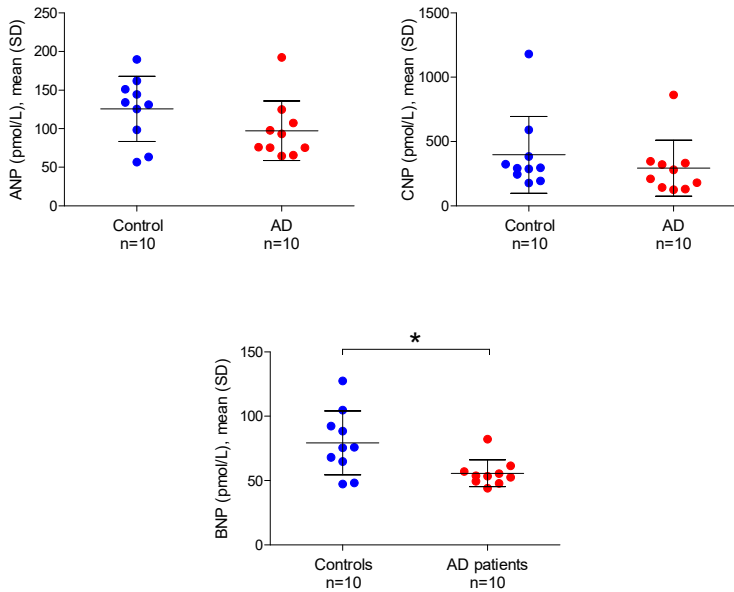 ANP (pmol/L), mean (SD)
250
200
150
100
50
0
Control
n=10
AD
n=10
CNP (pmol/L), mean (SD)
1500
1000
500
0
Control
n=10
AD
n=10
BNP (pmol/L), mean (SD)
150
100
50
0
*
Controls
n=10
AD patients
n=10